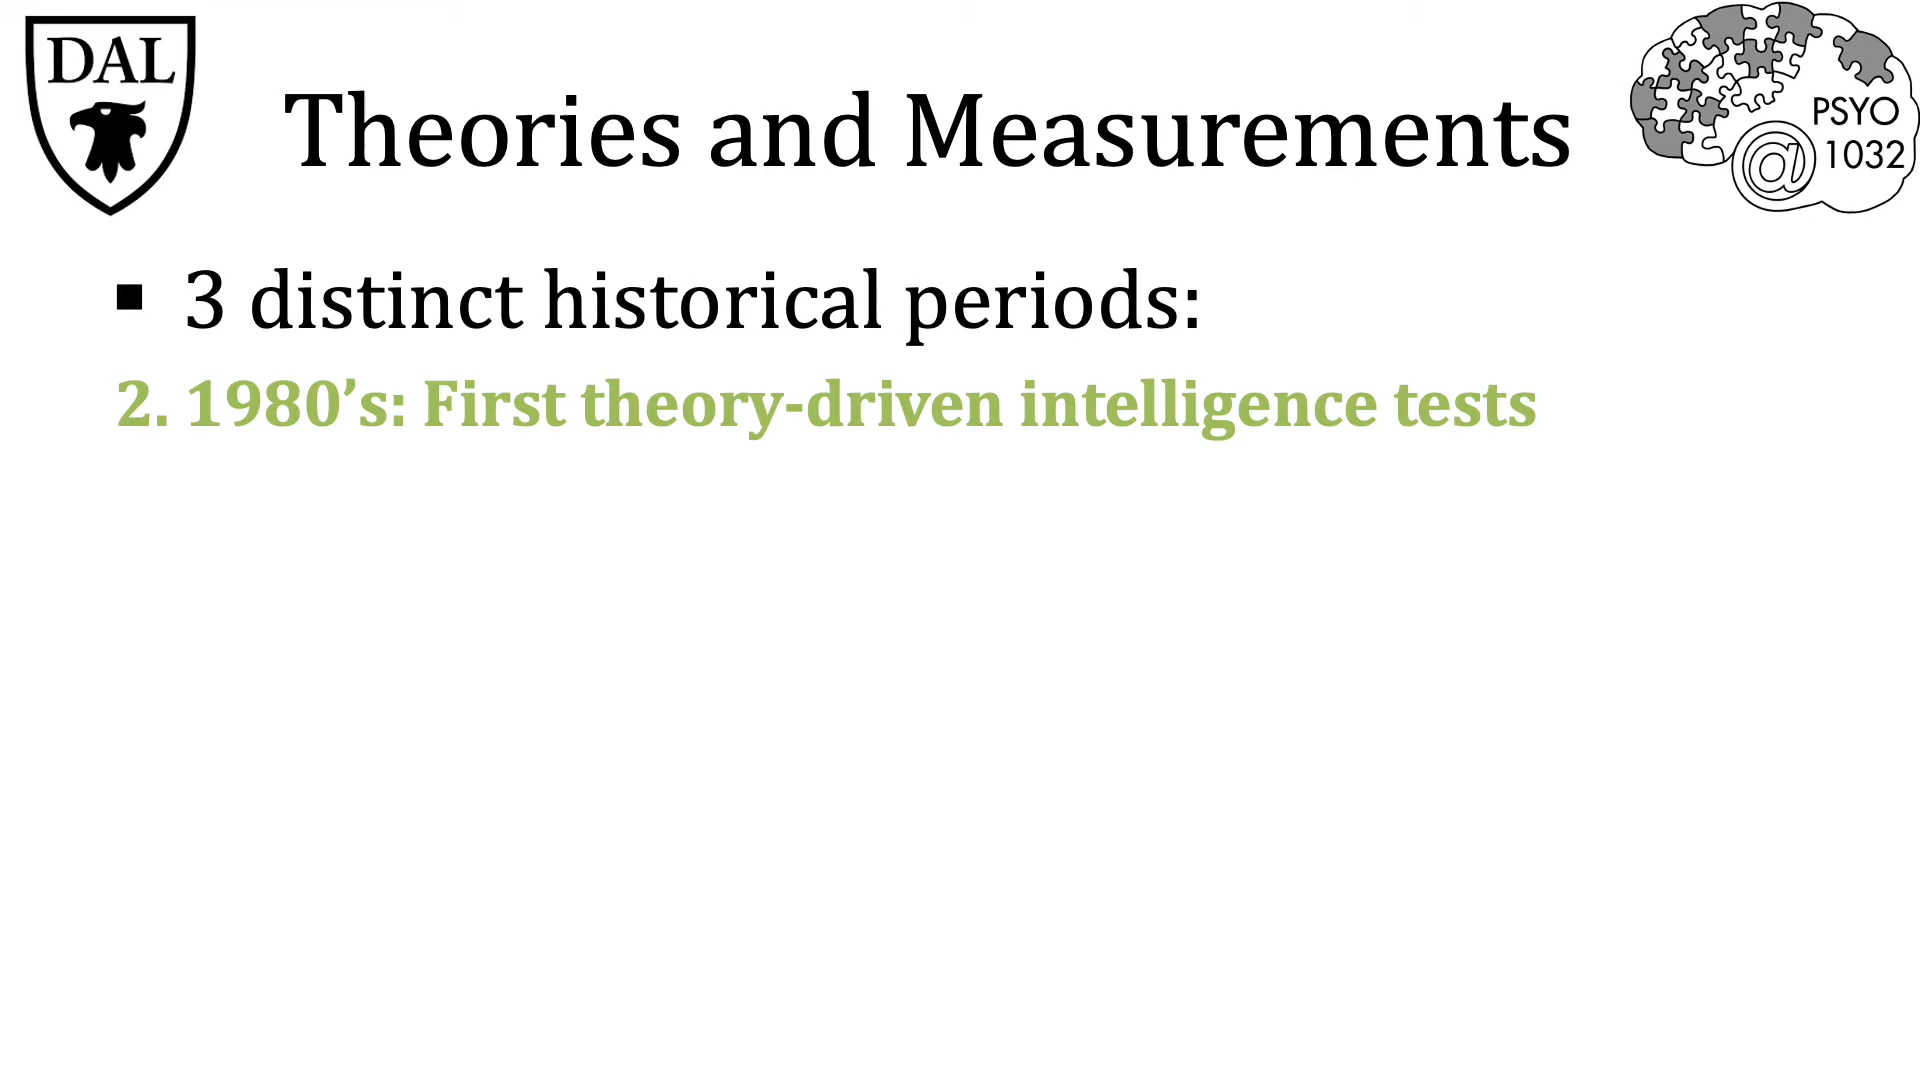 DAL
Theories and Measurements
PSYO
1032
@
▪ 3 distinct historical periods:
2. 1980’s: First theory-driven intelligence tests